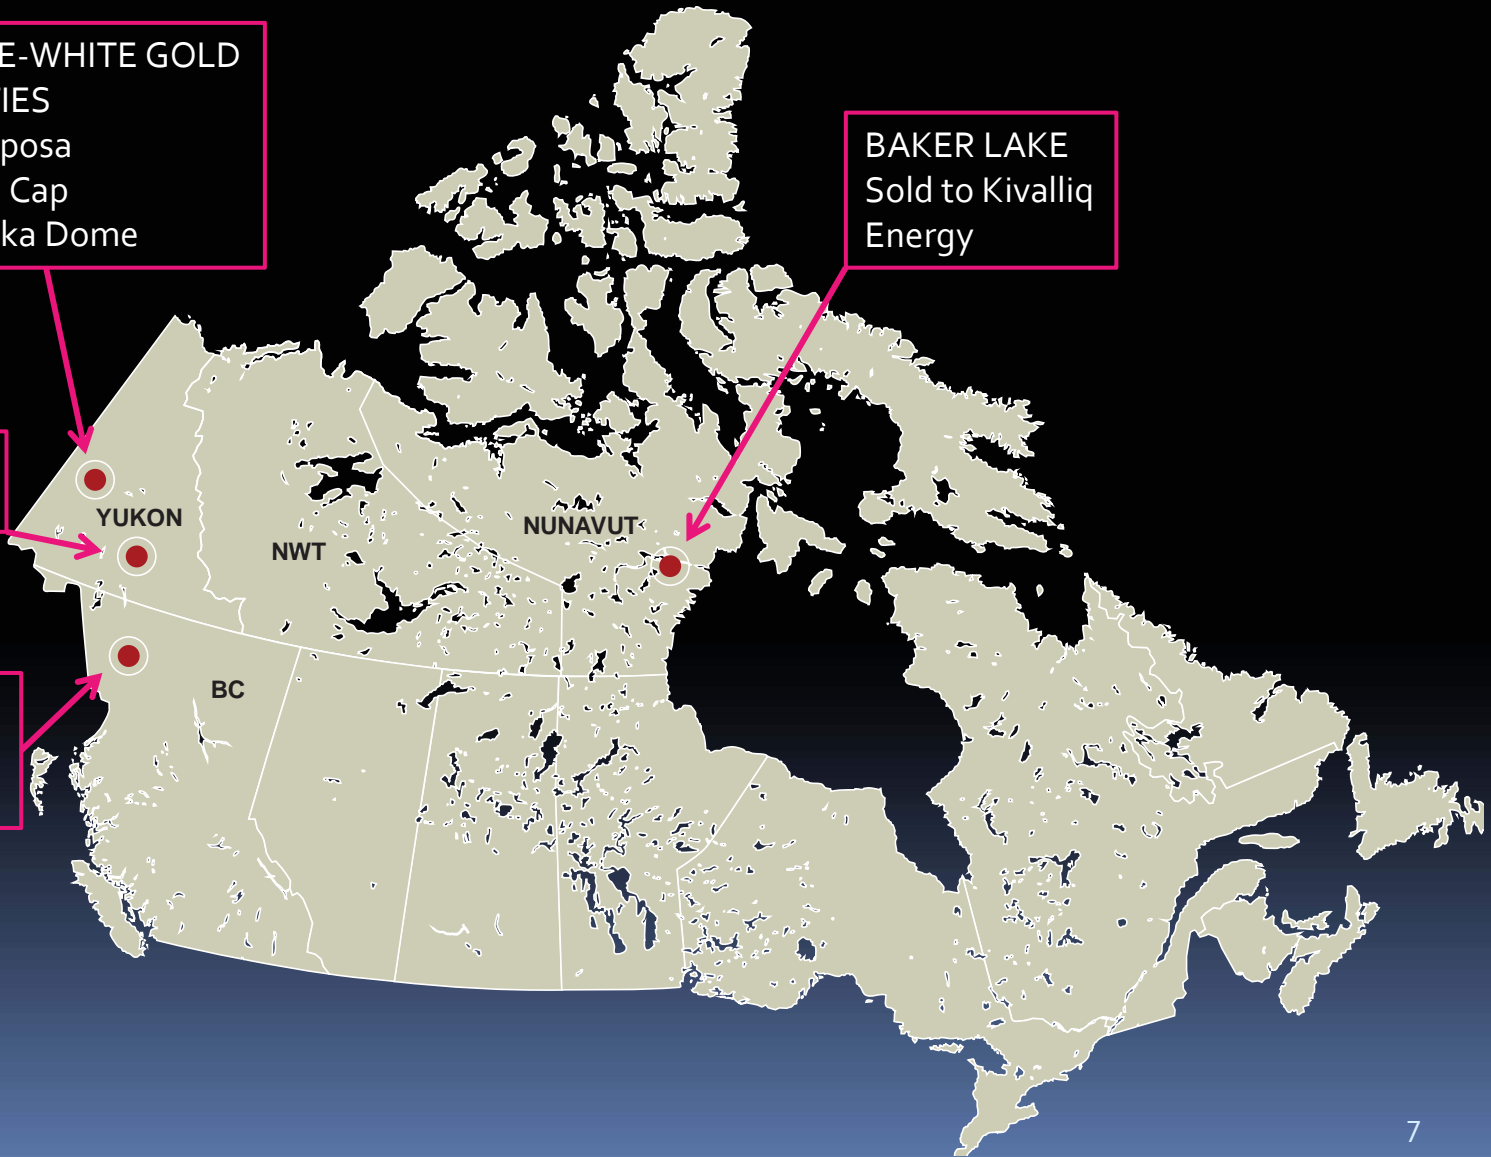 E-WHITE GOLD
IES
posa
Cap
ka Dome
BAKER LAKE
Sold to Kivalliq
Energy
YUKON
NWT
NUNAVUT
BC
7